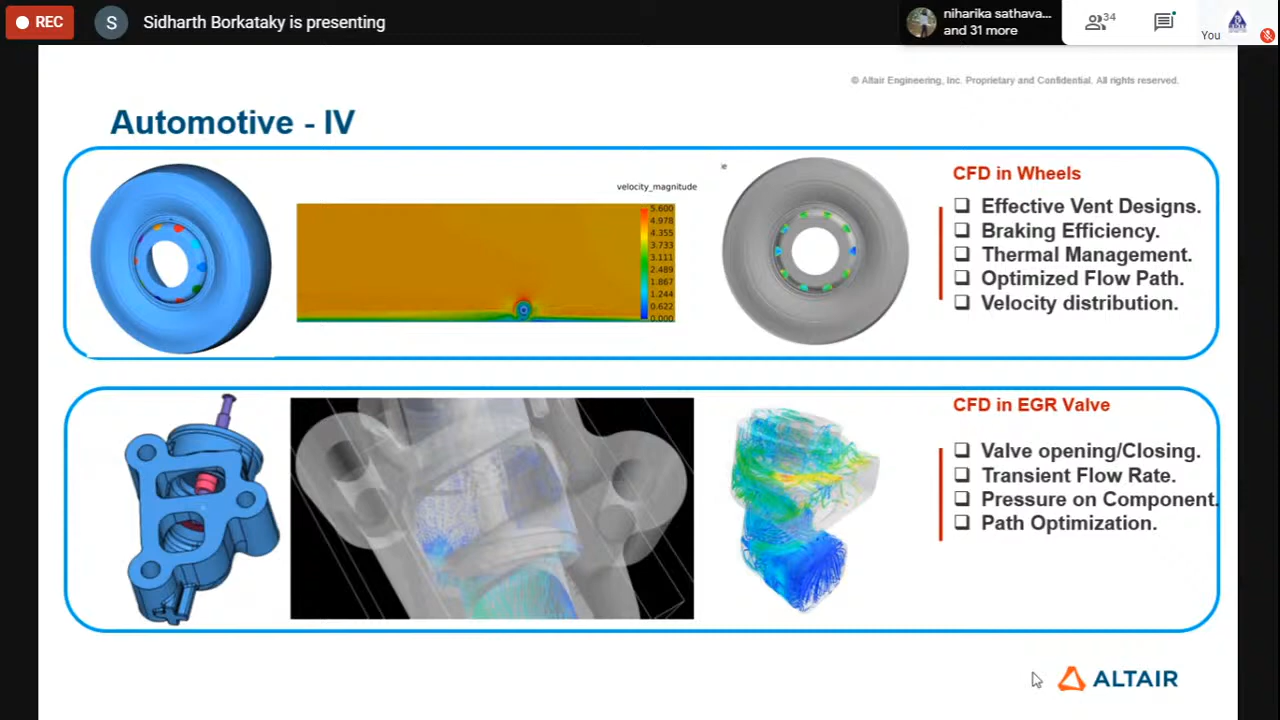 REC
S
Sidharth Borkataky is presenting
niharika sathava...
and 31 more
34
You
© Altair Engineering, Inc. Proprietary and Confidential. All rights reserved.
Automotive - IV
velocity_magnitude
5.600
4.978
4.355
3.733
3.111
2.489
1.867
1.244
0.622
0.000
CFD in Wheels
Effective Vent Designs.
Braking Efficiency.
Thermal Management.
Optimized Flow Path.
Velocity distribution.
CFD in EGR Valve
Valve opening/Closing.
Transient Flow Rate.
Pressure on Component.
Path Optimization.
ALTAIR